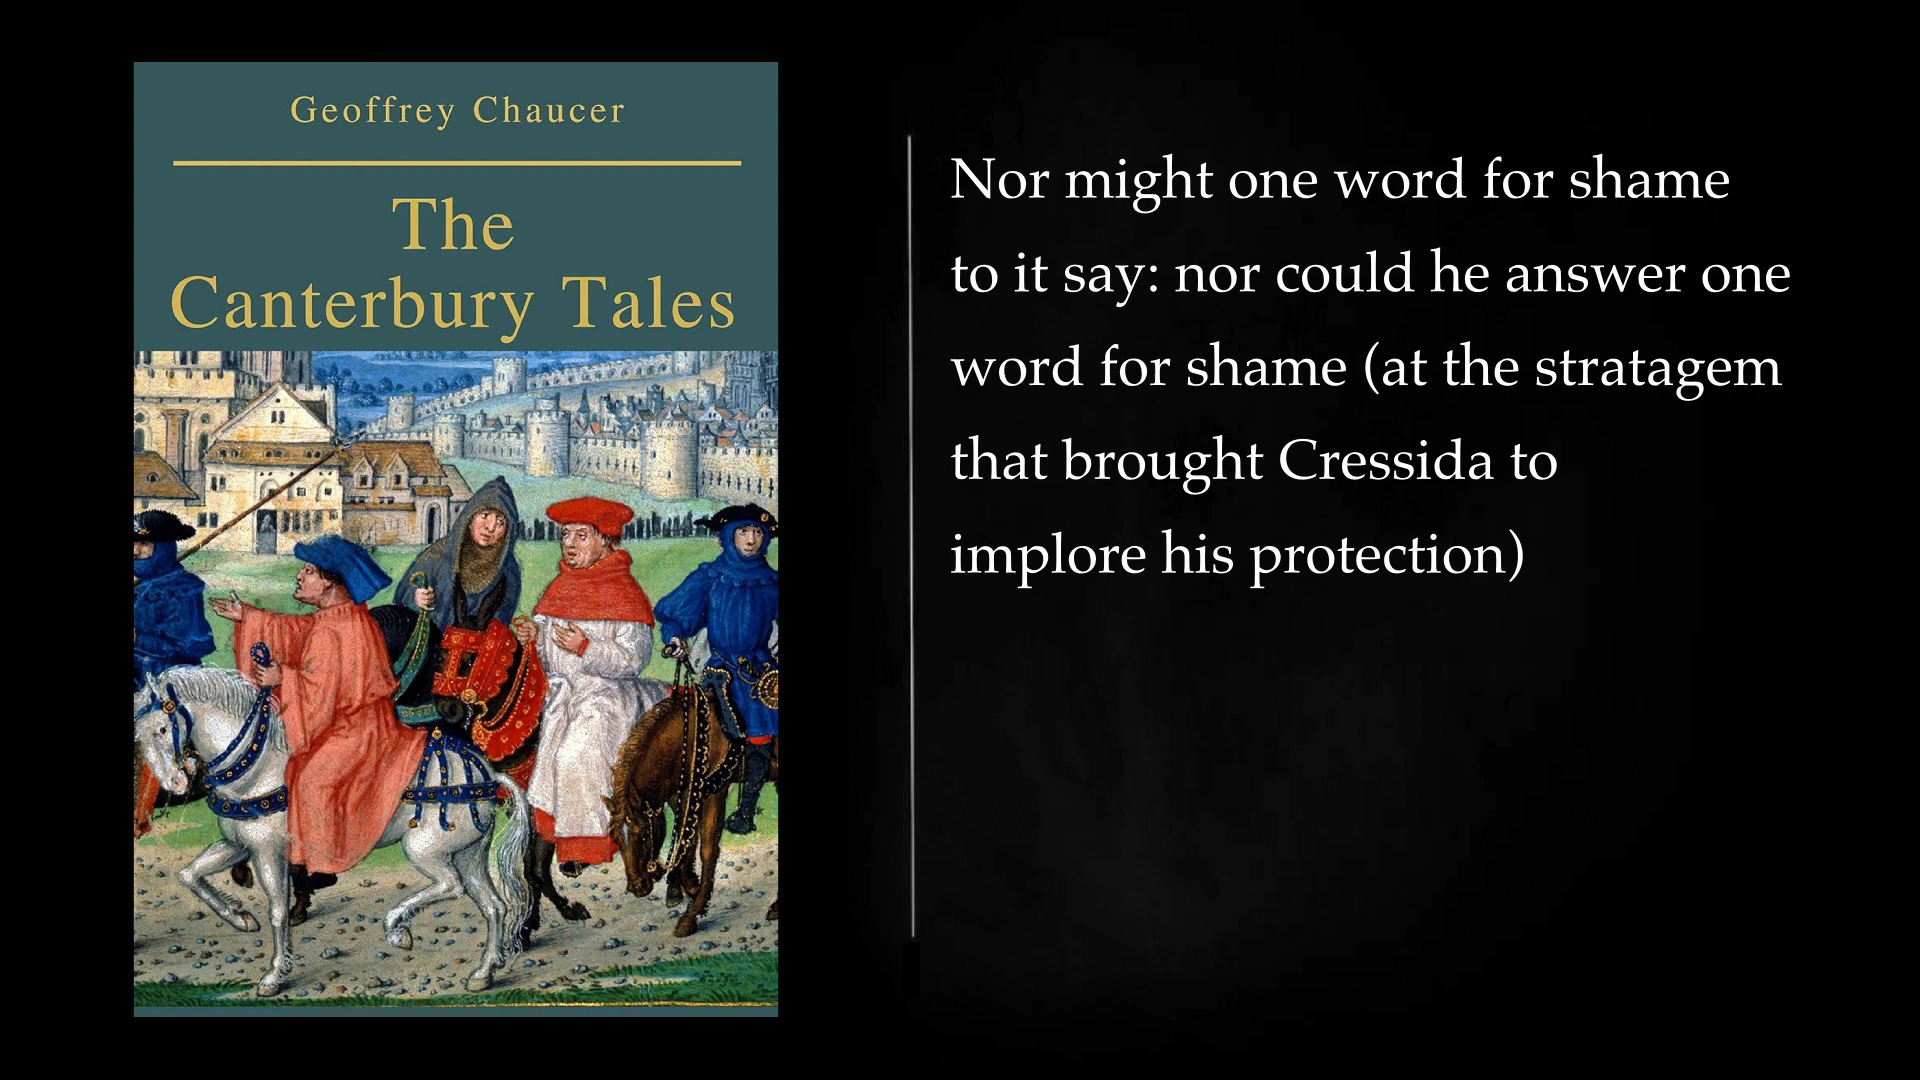 Geoffrey Chaucer
The
Canterbury Tales
Nor might one word for shame
to it say: nor could he answer one
word for shame (at the stratagem
that brought Cressida to
implore his protection)